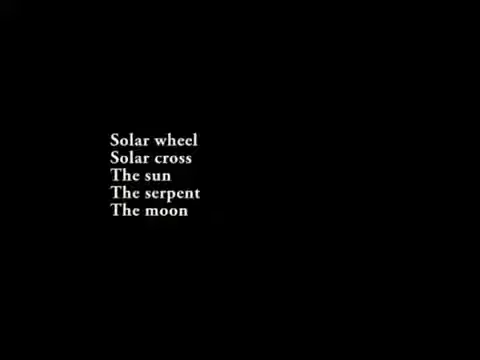 Solar wheel
Solar cross
The sun
The serpent
The moon